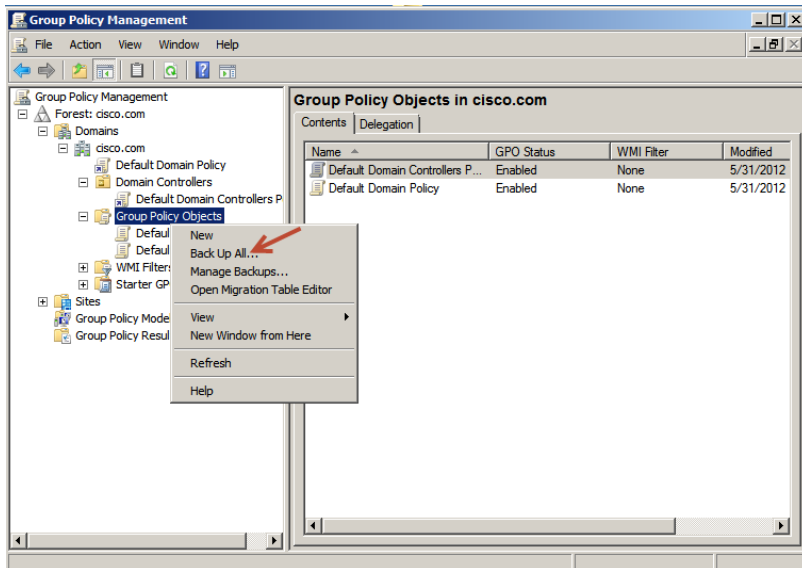 Group Policy Management
File Action View Window Help
Group Policy Management
Forest: cisco.com
Domains
cisco.com
Default Domain Policy
Domain Controllers
Default Domain Controllers P
Group Policy Objects
Defaul
Defaul
WMI Filters
Starter GP
Sites
Group Policy Mode
Group Policy Resul
New
Back Up All...
Manage Backups...
Open Migration Table Editor
View
New Window from Here
Refresh
Help
Group Policy Objects in cisco.com
Contents Delegation
Name GPO Status WMI Filter Modified
Default Domain Controllers P... Enabled None 5/31/2012
Default Domain Policy Enabled None 5/31/2012